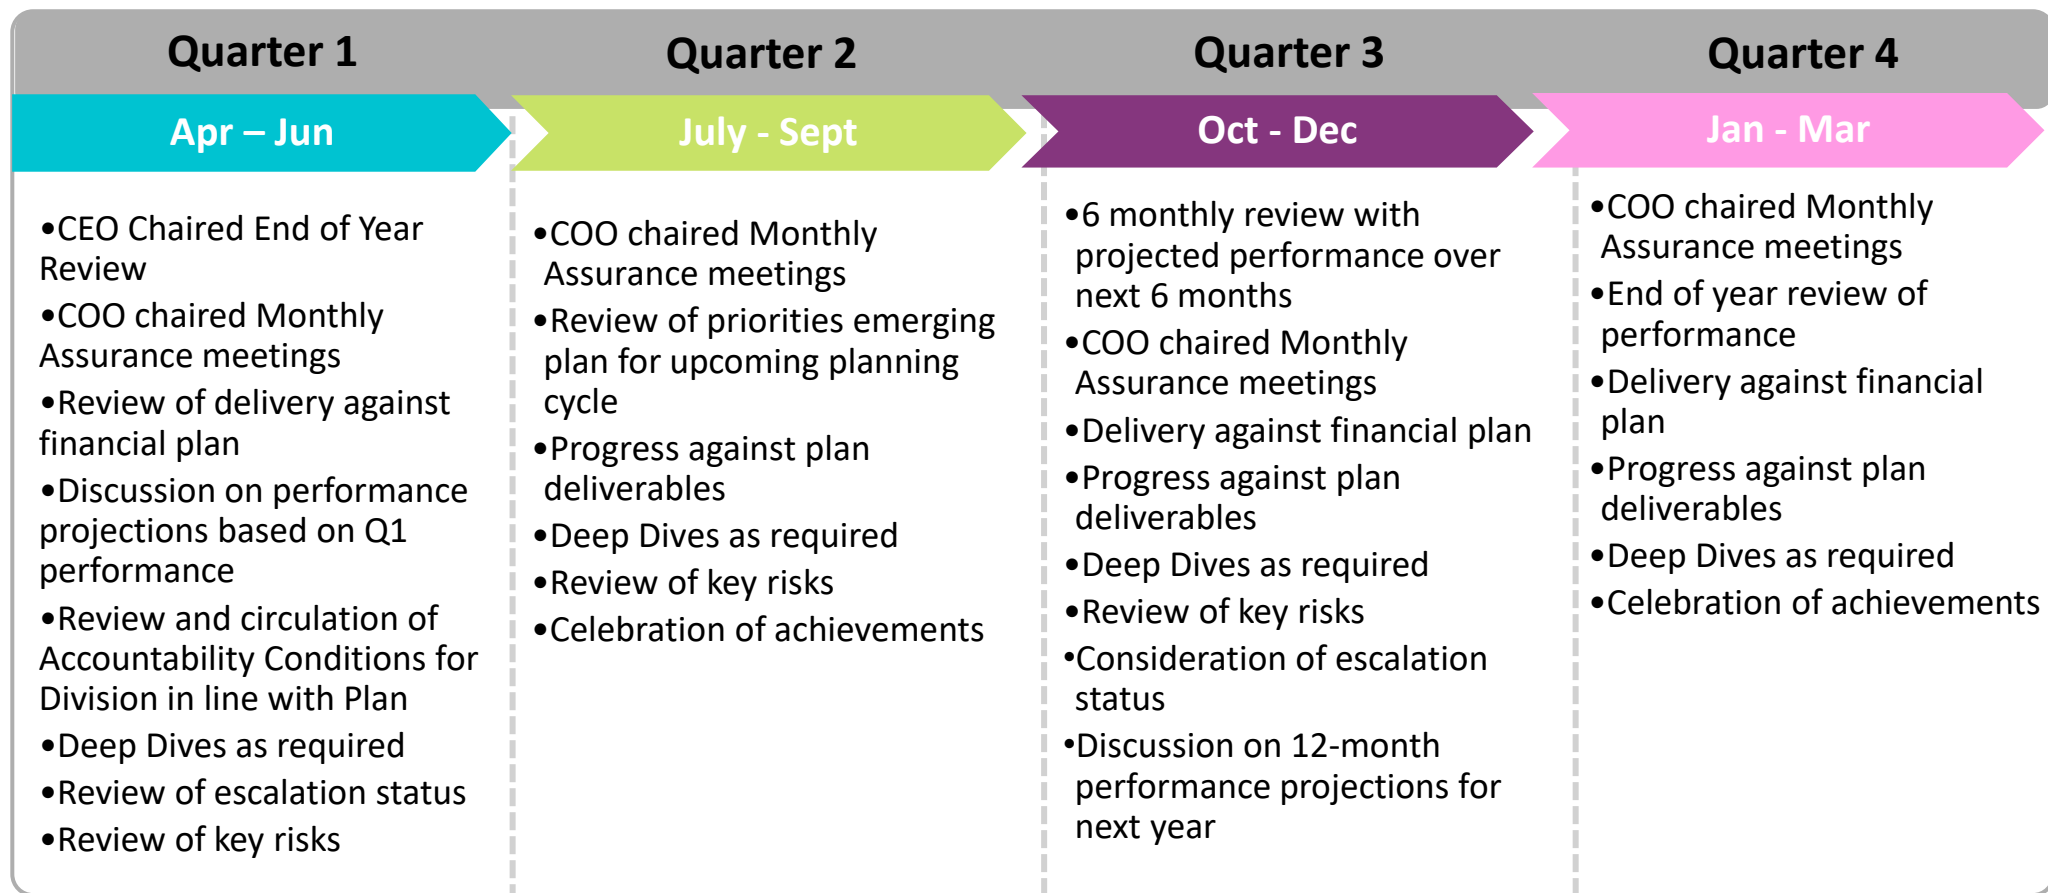 Quarter 1
Quarter 2
Quarter 3
Quarter 4
Apr – Jun
July - Sept
Oct - Dec
Jan - Mar
•CEO Chaired End of Year
Review
•COO chaired Monthly
Assurance meetings
•Review of delivery against
financial plan
•Discussion on performance
projections based on Q1
performance
•Review and circulation of
Accountability Conditions for
Division in line with Plan
•Deep Dives as required
•Review of escalation status
•Review of key risks
•COO chaired Monthly
Assurance meetings
•Review of priorities emerging
plan for upcoming planning
cycle
•Progress against plan
deliverables
•Deep Dives as required
•Review of key risks
•Celebration of achievements
•6 monthly review with
projected performance over
next 6 months
•COO chaired Monthly
Assurance meetings
•Delivery against financial plan
•Progress against plan
deliverables
•Deep Dives as required
•Review of key risks
•Consideration of escalation
status
•Discussion on 12-month
performance projections for
next year
•COO chaired Monthly
Assurance meetings
•End of year review of
performance
•Delivery against financial
plan
•Progress against plan
deliverables
•Deep Dives as required
•Celebration of achievements